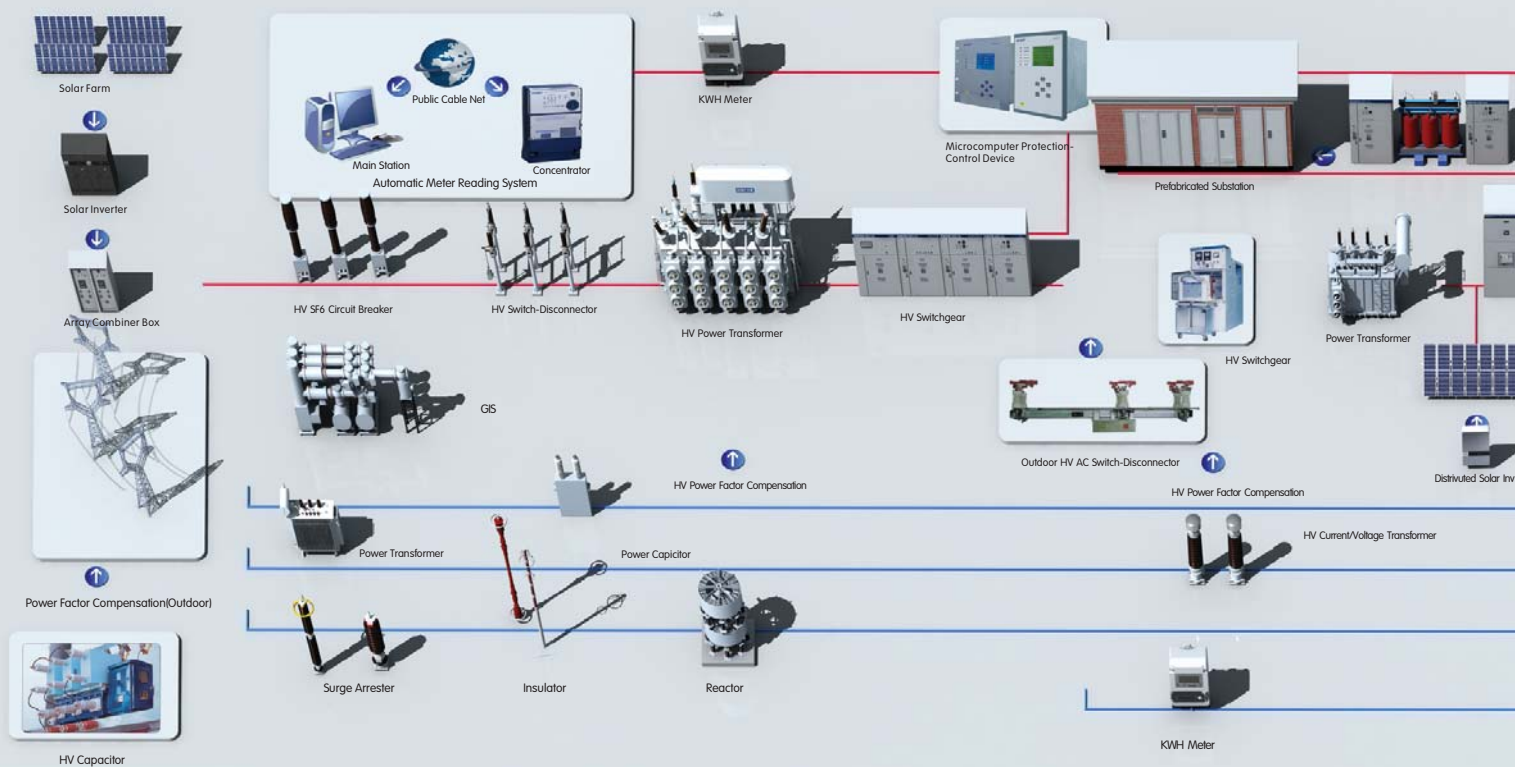 Solar Farm
Solar Inverter
Array Combiner Box
Power Factor Compensation(Outdoor)
HV Capacitor
Public Cable Net
Main Station
Concentrator
Automatic Meter Reading System
KWH Meter
Microcomputer Protection-
Control Device
Prefabricated Substation
HV SF6 Circuit Breaker
HV Switch-Disconnector
HV Power Transformer
HV Switchgear
HV Switchgear
Power Transformer
GIS
Outdoor HV AC Switch-Disconnector
Distrivuted Solar Inv
HV Power Factor Compensation
HV Power Factor Compensation
Power Transformer
Power Capicitor
HV Current/Voltage Transformer
Surge Arrester
Insulator
Reactor
KWH Meter